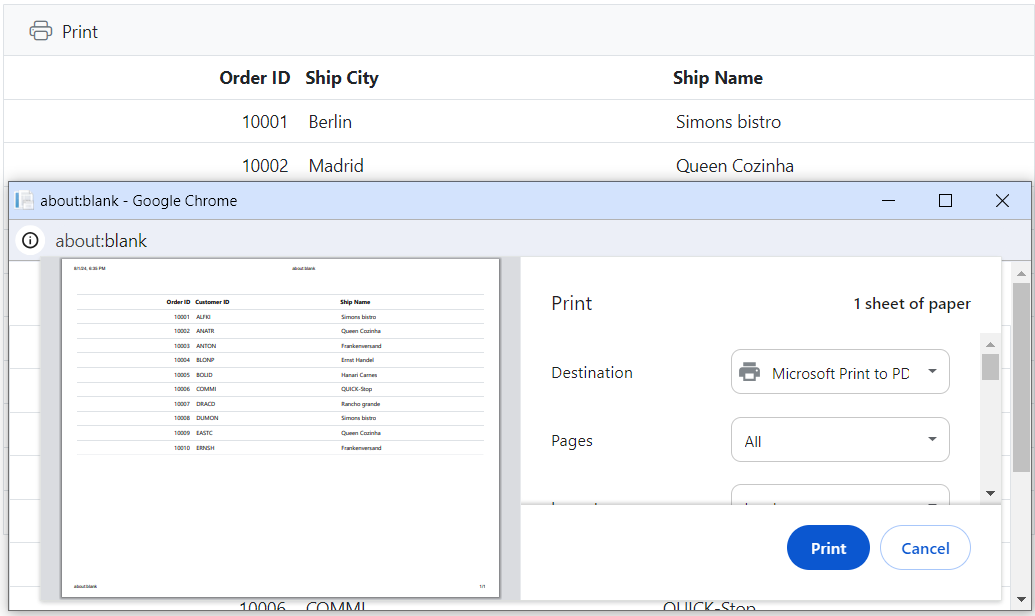 Print
Order ID Ship City Ship Name
10001 Berlin Simons bistro
10002 Madrid Queen Cozinha
about:blank - Google Chrome
about:blank
8/1/24, 6:35 PM about:blank
Order ID Customer ID Ship Name
10001 ALFKI Simons bistro
10002 ANATR Queen Cozinha
10003 ANTON Frankenversand
10004 BLONP Ernst Handel
10005 BOLID Hanari Carnes
10006 COMMI QUICK-Stop
10007 DRACD Rancho grande
10008 DUMON Simons bistro
10009 EASTC Queen Cozinha
10010 ERNSH Frankenversand
about:blank 1/1
Print 1 sheet of paper
Destination Microsoft Print to PD
Pages All
Print Cancel
10006 COMMI QUICK-Stop